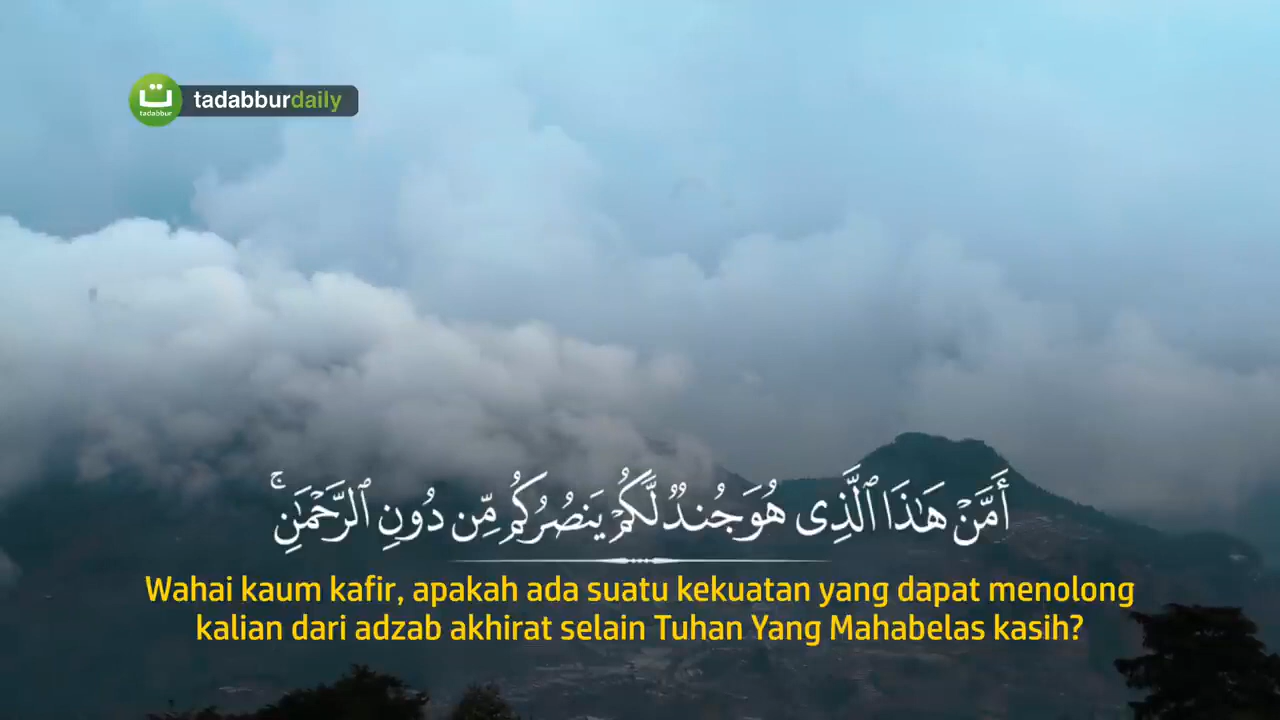 ت
tadabbur
tadabburdaily
أَمَّنْ هَٰذَا ٱلَّذِى هُوَ جُندٌۭ لَّكُمْ يَنصُرُكُم مِّن دُونِ ٱلرَّحْمَٰنِ ۚ
Wahai kaum kafir, apakah ada suatu kekuatan yang dapat menolong
kalian dari adzab akhirat selain Tuhan Yang Mahabelas kasih?